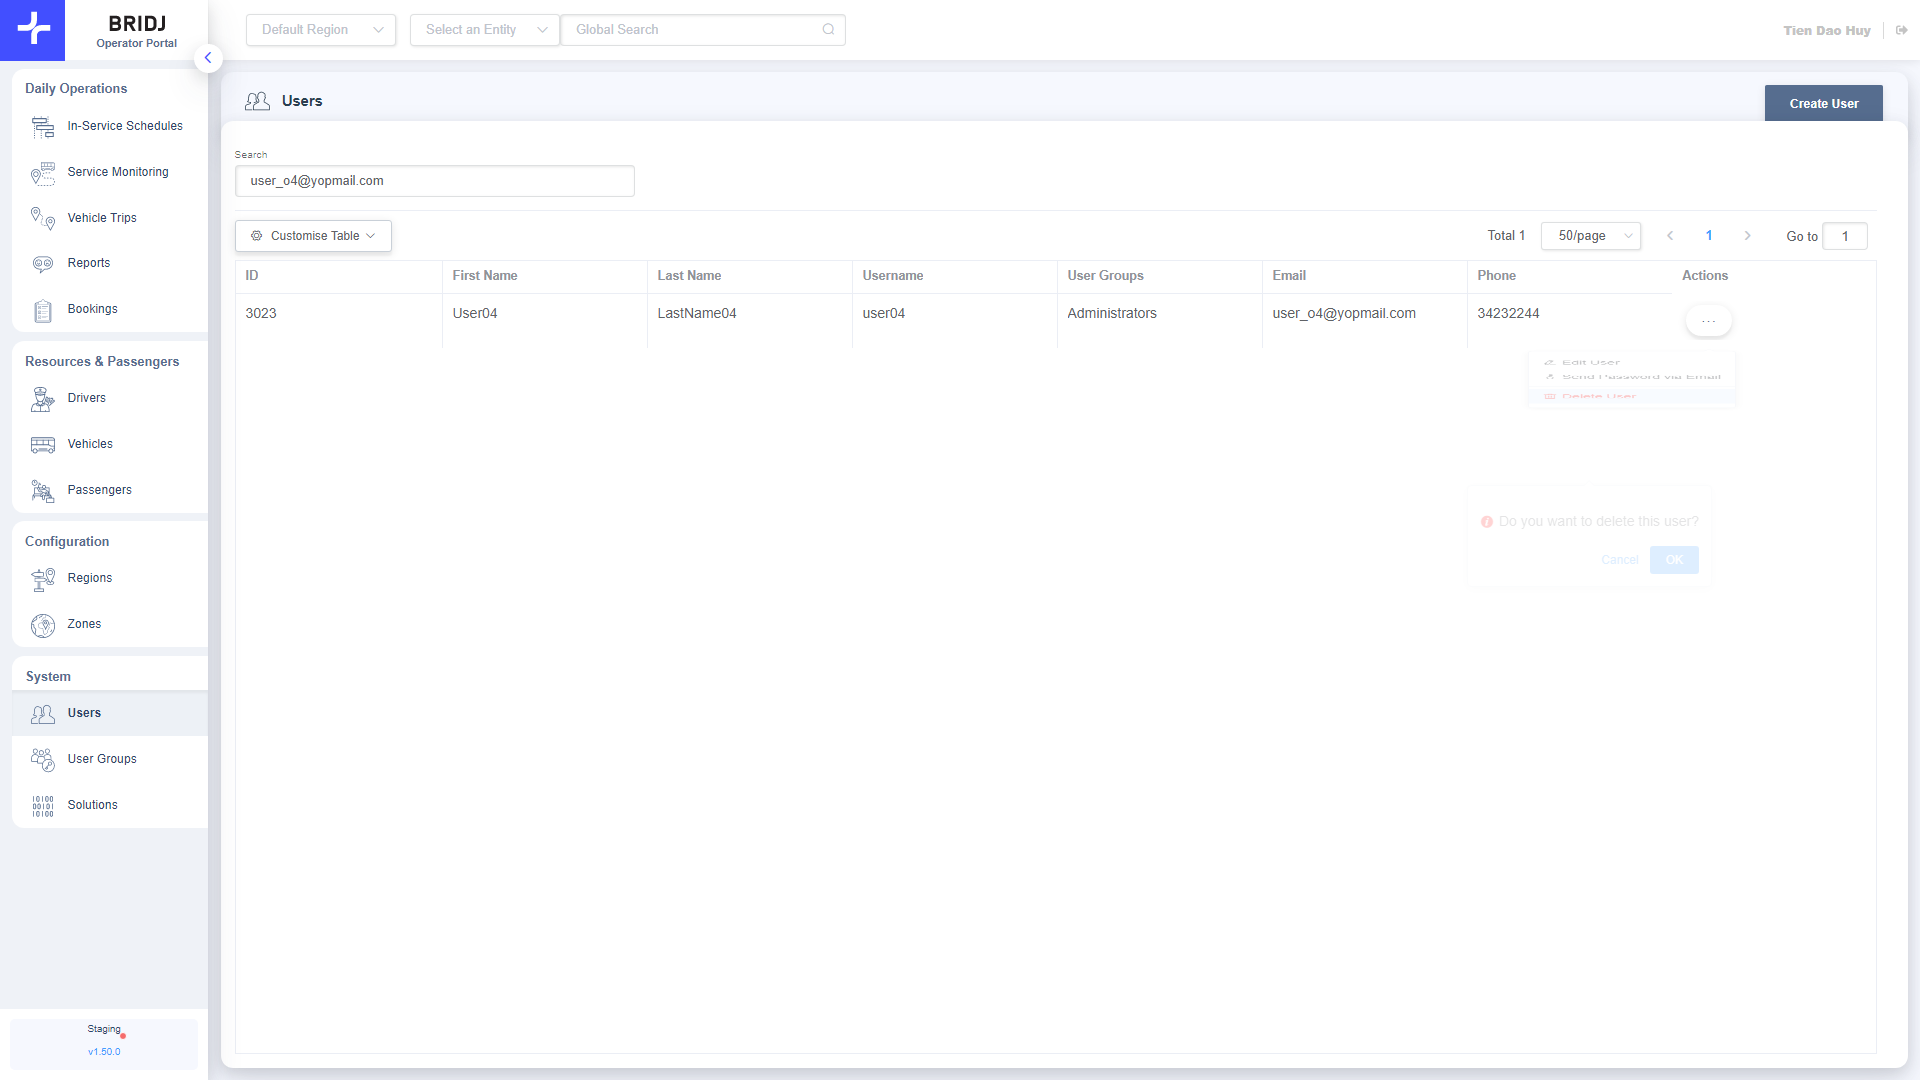 BRIDJ
Operator Portal
Default Region
Select an Entity
Global Search
Tien Dao Huy
Daily Operations
In-Service Schedules
Service Monitoring
Vehicle Trips
Reports
Bookings
Resources & Passengers
Drivers
Vehicles
Passengers
Configuration
Regions
Zones
System
Users
User Groups
Solutions
Staging
v1.50.0
Users
Create User
Search
user_o4@yopmail.com
Customise Table
Total 1
50/page
1
Go to
1
ID First Name Last Name Username User Groups Email Phone Actions
3023 User04 LastName04 user04 Administrators user_o4@yopmail.com 34232244 ...
Edit User
Send Password via Email
Delete User
Do you want to delete this user?
Cancel
OK